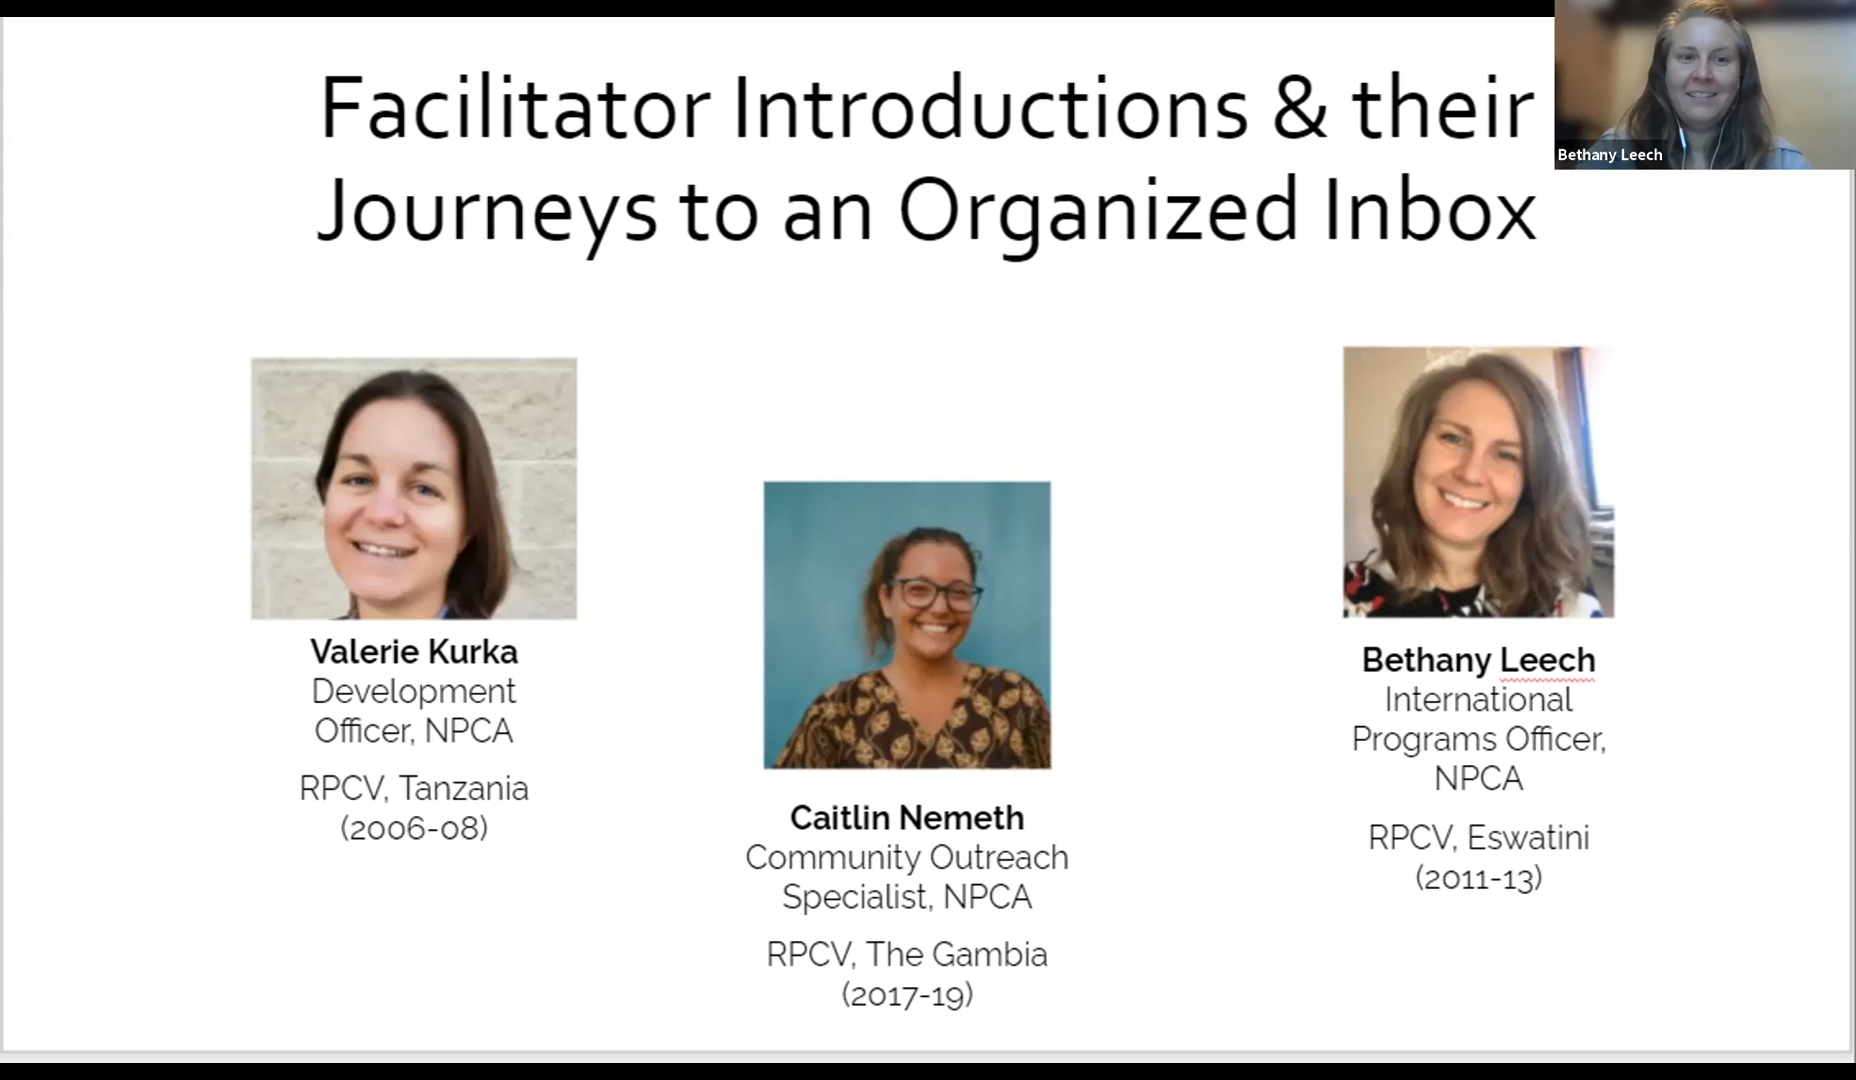 Facilitator Introductions & their
Journeys to an Organized Inbox
Bethany Leech
Valerie Kurka
Development
Officer, NPCA
RPCV, Tanzania
(2006-08)
Caitlin Nemeth
Community Outreach
Specialist, NPCA
RPCV, The Gambia
(2017-19)
Bethany Leech
International
Programs Officer,
NPCA
RPCV, Eswatini
(2011-13)